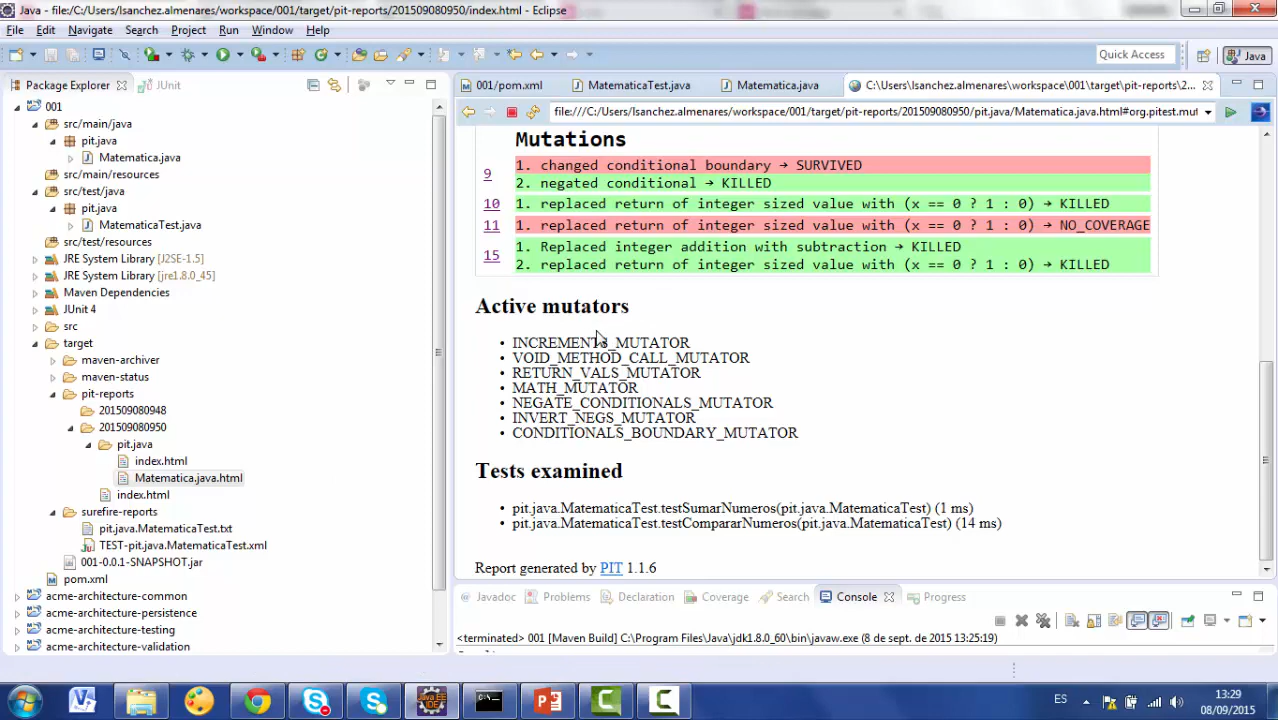 Java - file:/C:/Users/lsanchez.almenares/workspace/001/target/pit-reports/201509080950/index.html - Eclipse
File Edit Navigate Search Project Run Window Help
Quick Access
Java
Package Explorer
JUnit
001/pom.xml
MatematicaTest.java
Matematica.java
C:\Users\lsanchez.almenares\workspace\001\target\pit-reports\2...
file:///C:/Users/lsanchez.almenares/workspace/001/target/pit-reports/201509080950/pit.java/Matematica.java.html#org.pitest.mut
001
src/main/java
pit.java
Matematica.java
src/main/resources
src/test/java
pit.java
MatematicaTest.java
src/test/resources
JRE System Library [J2SE-1.5]
JRE System Library [jre1.8.0_45]
Maven Dependencies
JUnit 4
src
target
maven-archiver
maven-status
pit-reports
201509080948
201509080950
pit.java
index.html
Matematica.java.html
index.html
surefire-reports
pit.java.MatematicaTest.txt
TEST-pit.java.MatematicaTest.xml
001-0.0.1-SNAPSHOT.jar
pom.xml
acme-architecture-common
acme-architecture-persistence
acme-architecture-testing
acme-architecture-validation
Mutations
9
1. changed conditional boundary → SURVIVED
2. negated conditional → KILLED
10 1. replaced return of integer sized value with (x == 0 ? 1 : 0) → KILLED
11 1. replaced return of integer sized value with (x == 0 ? 1 : 0) → NO_COVERAGE
15
1. Replaced integer addition with subtraction → KILLED
2. replaced return of integer sized value with (x == 0 ? 1 : 0) → KILLED
Active mutators
• INCREMENTS_MUTATOR
• VOID_METHOD_CALL_MUTATOR
• RETURN_VALS_MUTATOR
• MATH_MUTATOR
• NEGATE_CONDITIONALS_MUTATOR
• INVERT_NEGS_MUTATOR
• CONDITIONALS_BOUNDARY_MUTATOR
Tests examined
• pit.java.MatematicaTest.testSumarNumeros(pit.java.MatematicaTest) (1 ms)
• pit.java.MatematicaTest.testCompararNumeros(pit.java.MatematicaTest) (14 ms)
Report generated by PIT 1.1.6
Javadoc Problems Declaration Coverage Search Console Progress
<terminated> 001 [Maven Build] C:\Program Files\Java\jdk1.8.0_60\bin\javaw.exe (8 de sept. de 2015 13:25:19)
Java EE
IDE
ES
13:29
08/09/2015